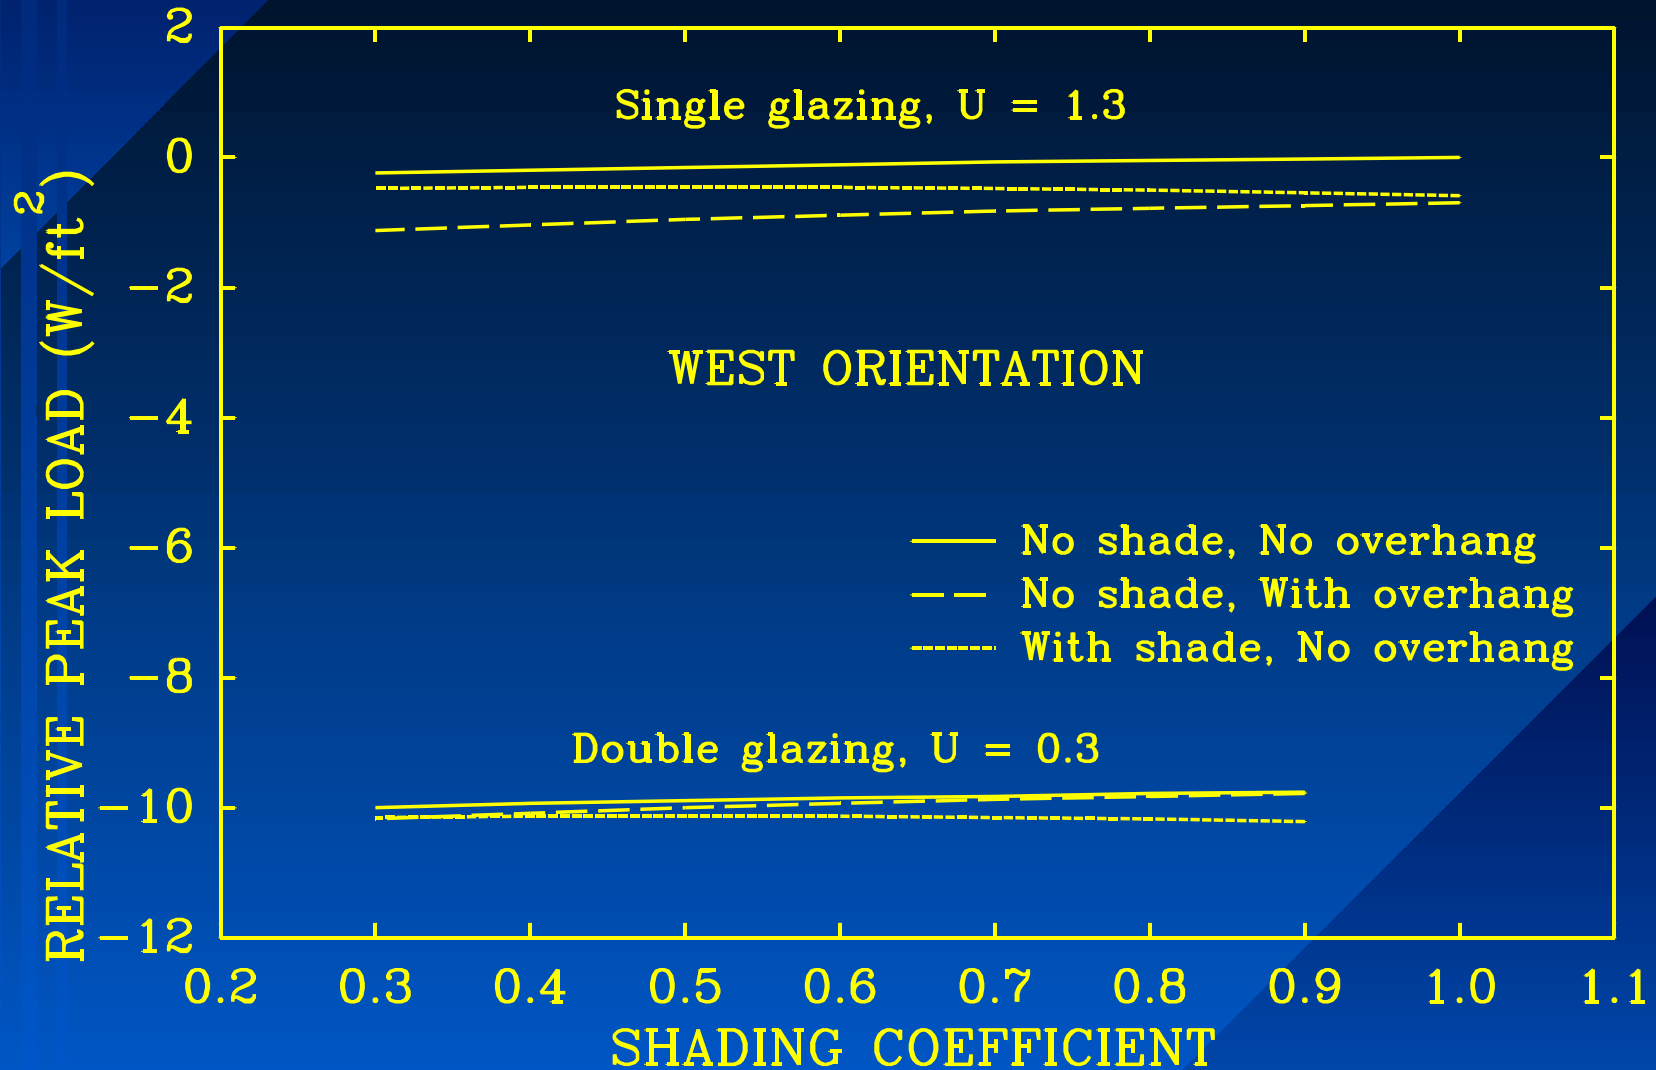 2
0
−2
−4
−6
−8
−10
−12
RELATIVE PEAK LOAD (W/ft²)
Single glazing, U = 1.3
WEST ORIENTATION
No shade, No overhang
No shade, With overhang
With shade, No overhang
Double glazing, U = 0.3
0.2 0.3 0.4 0.5 0.6 0.7 0.8 0.9 1.0 1.1
SHADING COEFFICIENT